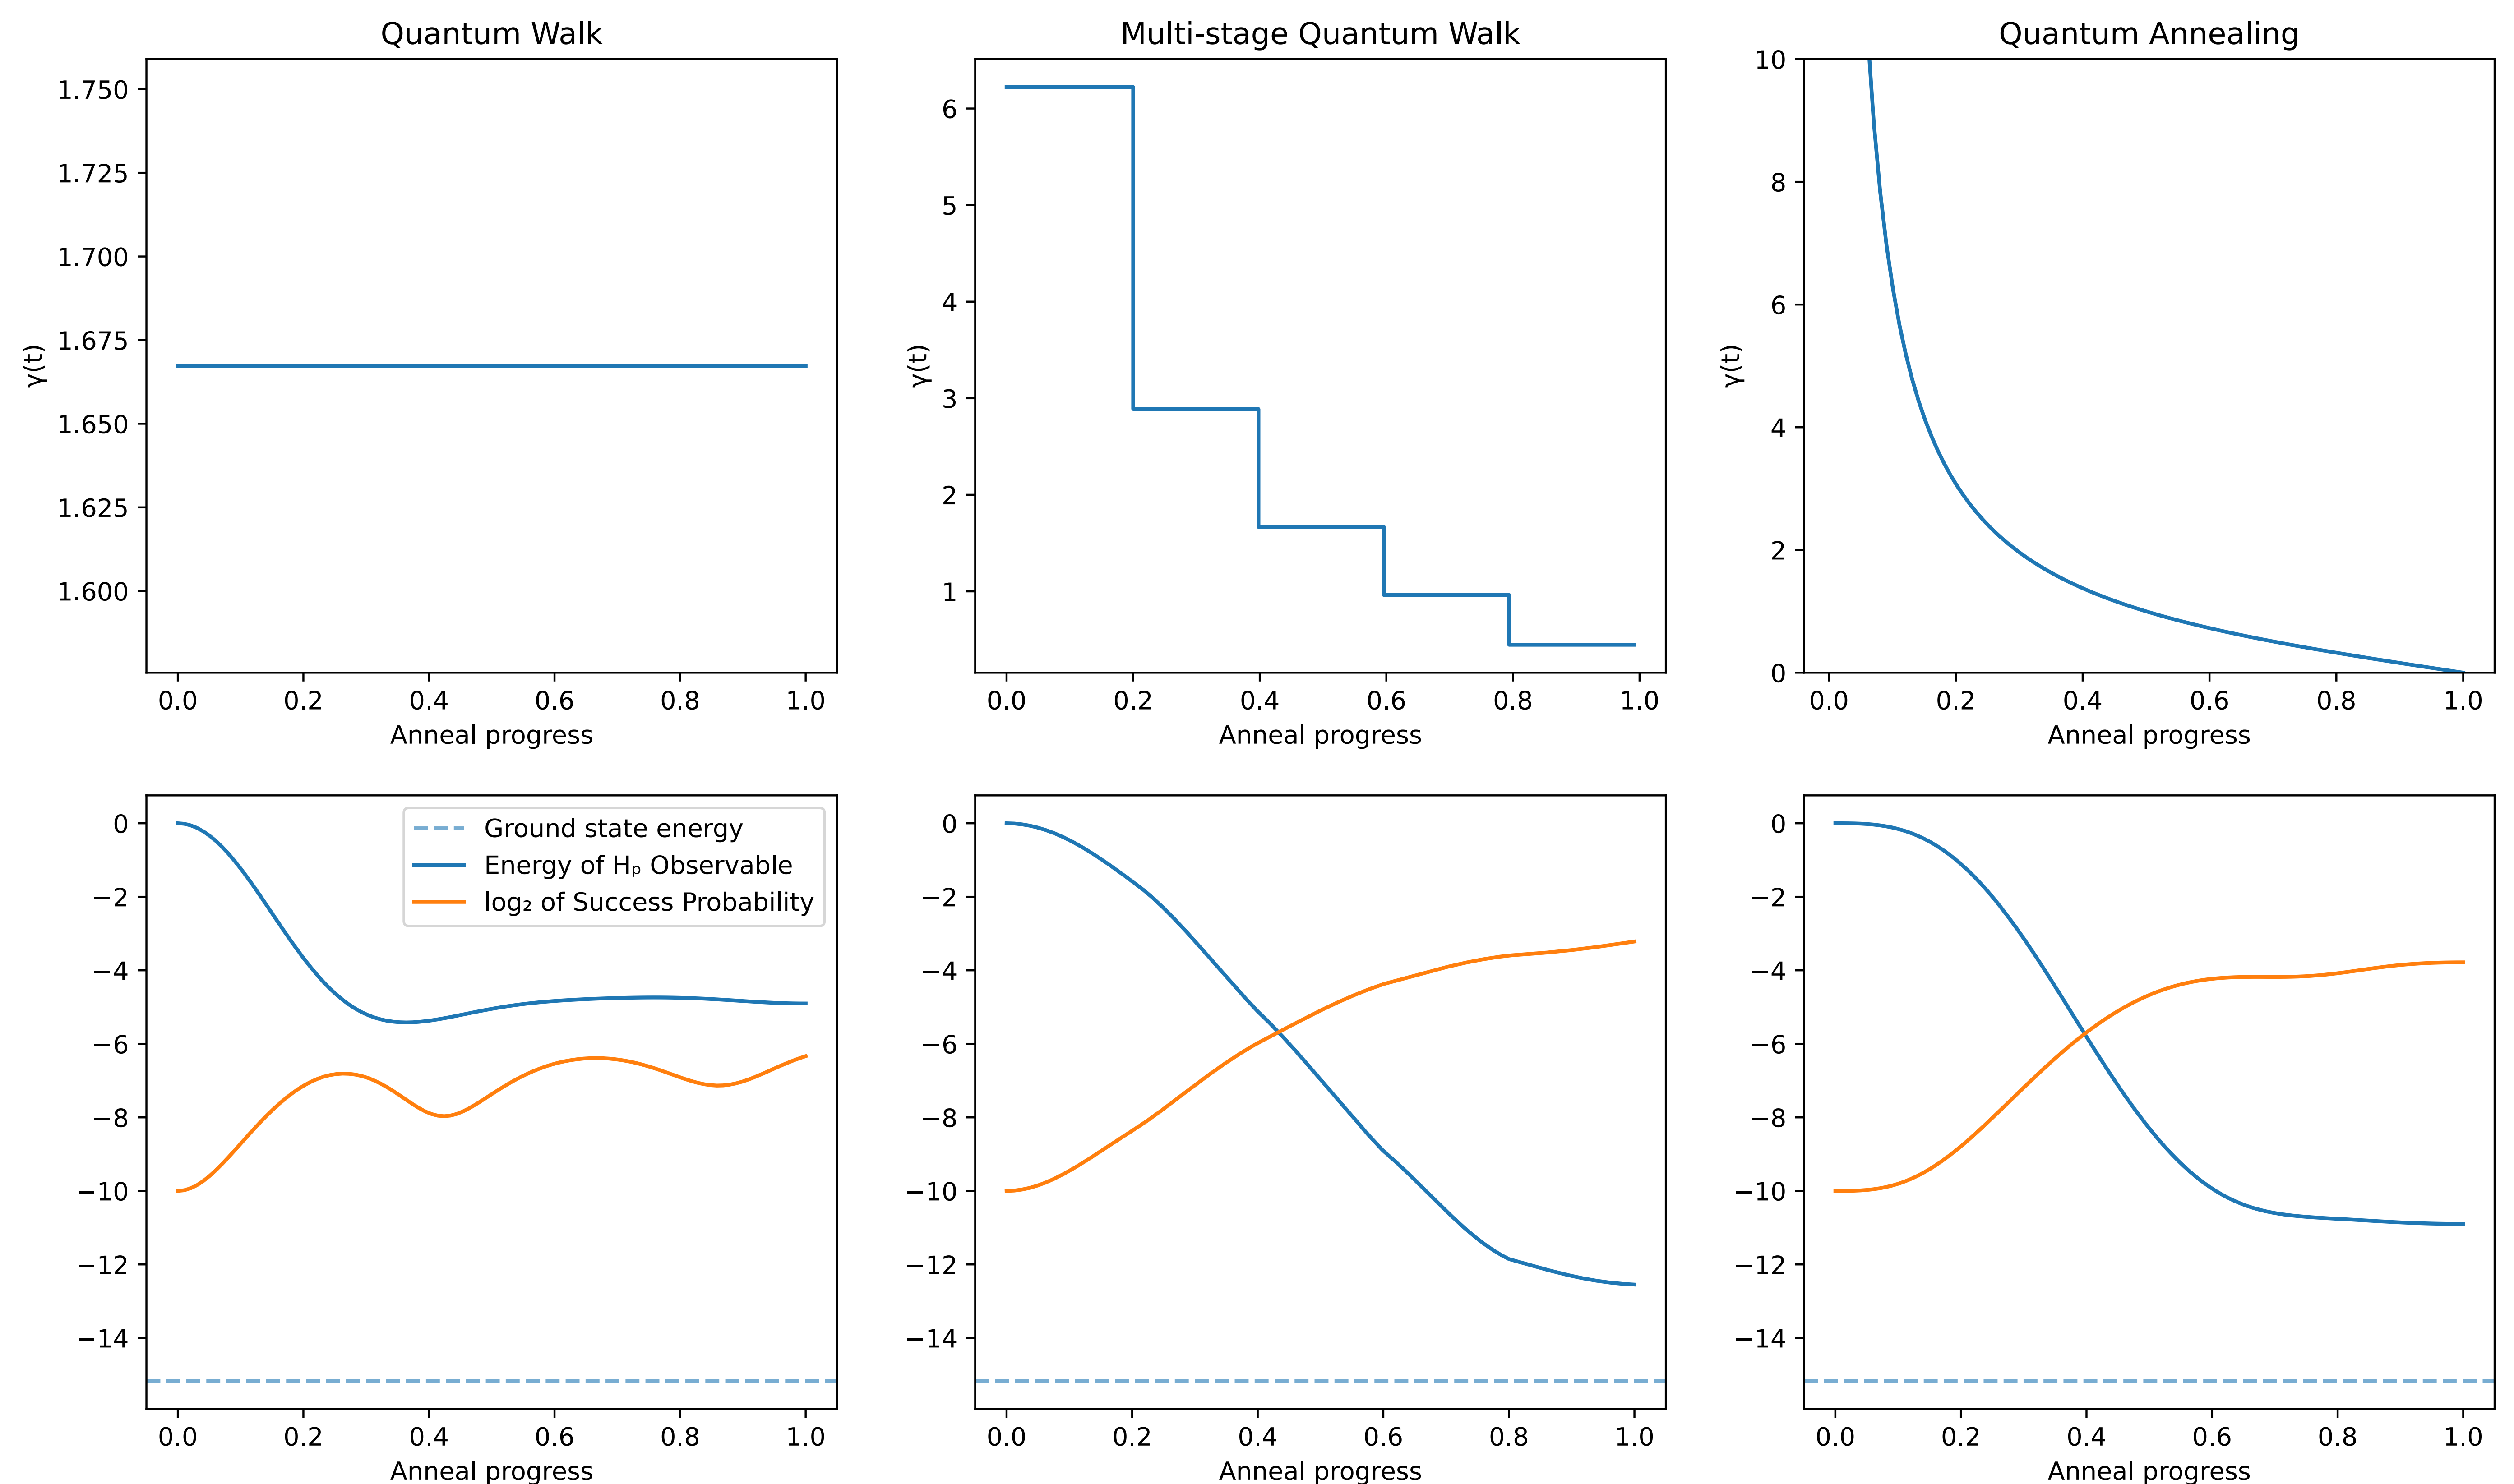 Quantum Walk
1.750
1.725
1.700
1.675
1.650
1.625
1.600
γ(t)
0.0 0.2 0.4 0.6 0.8 1.0
Anneal progress
Multi-stage Quantum Walk
6
5
4
3
2
1
γ(t)
0.0 0.2 0.4 0.6 0.8 1.0
Anneal progress
Quantum Annealing
10
8
6
4
2
0
γ(t)
0.0 0.2 0.4 0.6 0.8 1.0
Anneal progress
0
−2
−4
−6
−8
−10
−12
−14
Ground state energy
Energy of Hₚ Observable
log₂ of Success Probability
0.0 0.2 0.4 0.6 0.8 1.0
Anneal progress
0
−2
−4
−6
−8
−10
−12
−14
0.0 0.2 0.4 0.6 0.8 1.0
Anneal progress
0
−2
−4
−6
−8
−10
−12
−14
0.0 0.2 0.4 0.6 0.8 1.0
Anneal progress